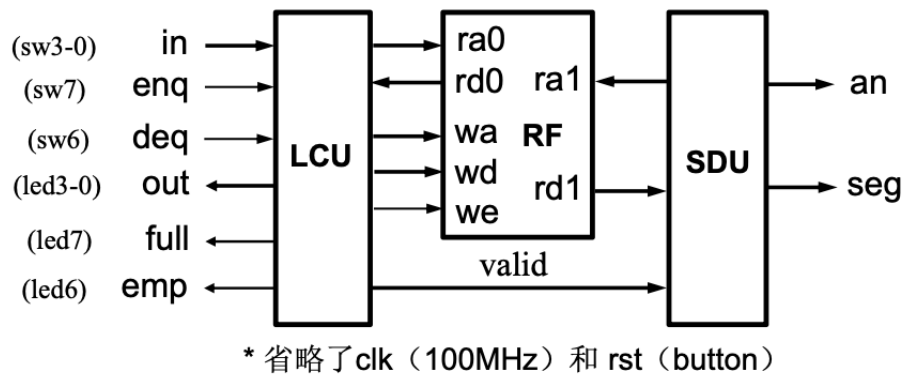 (sw3-0) in
(sw7) enq
(sw6) deq
(led3-0) out
(led7) full
(led6) emp
LCU
ra0
rd0 ra1
wa RF
wd
rd1
we
valid
SDU
an
seg
* 省略了clk（100MHz）和 rst（button）